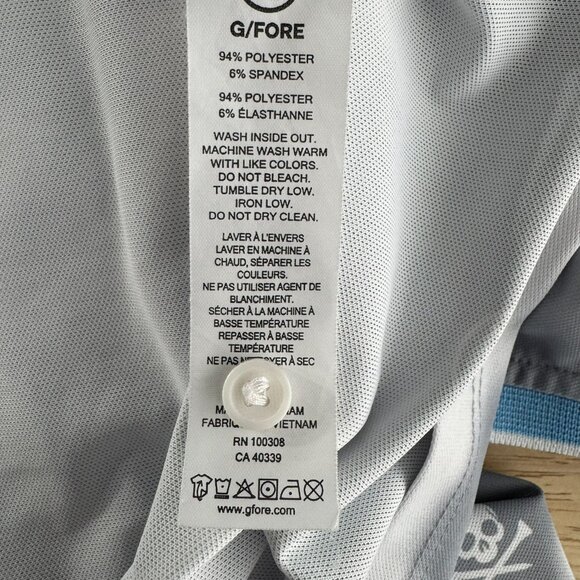 G/FORE
94% POLYESTER
6% SPANDEX
94% POLYESTER
6% ÉLASTHANNE
WASH INSIDE OUT.
MACHINE WASH WARM
WITH LIKE COLORS.
DO NOT BLEACH.
TUMBLE DRY LOW.
IRON LOW.
DO NOT DRY CLEAN.
LAVER À L'ENVERS
LAVER EN MACHINE À
CHAUD, SÉPARER LES
COULEURS.
NE PAS UTILISER AGENT DE
BLANCHIMENT.
SÉCHER À LA MACHINE À
BASSE TEMPÉRATURE
REPASSER À BASSE
TEMPÉRATURE
NE PAS NETTOYER À SEC
VIETNAM
RN 100308
CA 40339
www.gfore.com